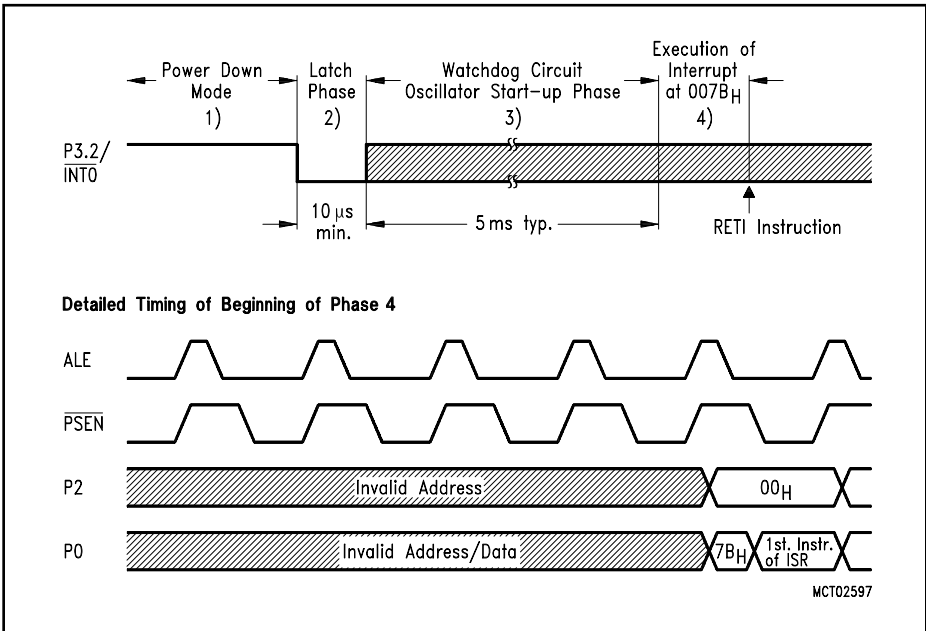 Power Down
Mode
1)
Latch
Phase
2)
Watchdog Circuit
Oscillator Start-up Phase
3)
Execution of
Interrupt
at 007BH
4)
P3.2/
INT0
10 μs
min.
5 ms typ.
RETI Instruction
Detailed Timing of Beginning of Phase 4
ALE
PSEN
P2
Invalid Address
00H
P0
Invalid Address/Data
7BH
1st. Instr.
of ISR
MCT02597